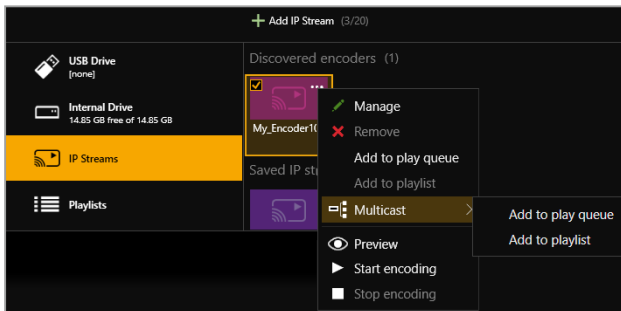 Add IP Stream (3/20)
USB Drive
[none]
Internal Drive
14.85 GB free of 14.85 GB
IP Streams
Playlists
Discovered encoders (1)
My_Encoder10
Saved IP
Manage
Remove
Add to play queue
Add to playlist
Multicast
Preview
Start encoding
Stop encoding
Add to play queue
Add to playlist